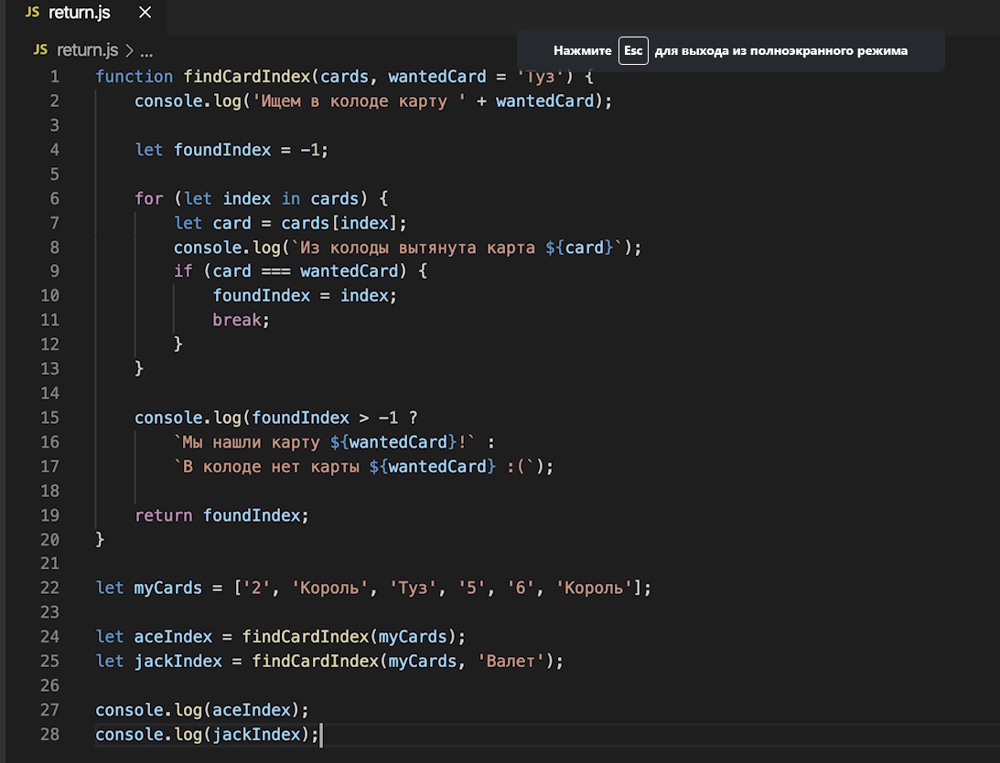 JS return.js ×
JS return.js > ...
Нажмите Esc для выхода из полноэкранного режима
1 function findCardIndex(cards, wantedCard = 'Туз') {
2     console.log('Ищем в колоде карту ' + wantedCard);
3
4     let foundIndex = -1;
5
6     for (let index in cards) {
7         let card = cards[index];
8         console.log(`Из колоды вытянута карта ${card}`);
9         if (card === wantedCard) {
10             foundIndex = index;
11             break;
12         }
13     }
14
15     console.log(foundIndex > -1 ?
16         `Мы нашли карту ${wantedCard}!` :
17         `В колоде нет карты ${wantedCard} :(`);
18
19     return foundIndex;
20 }
21
22 let myCards = ['2', 'Король', 'Туз', '5', '6', 'Король'];
23
24 let aceIndex = findCardIndex(myCards);
25 let jackIndex = findCardIndex(myCards, 'Валет');
26
27 console.log(aceIndex);
28 console.log(jackIndex);